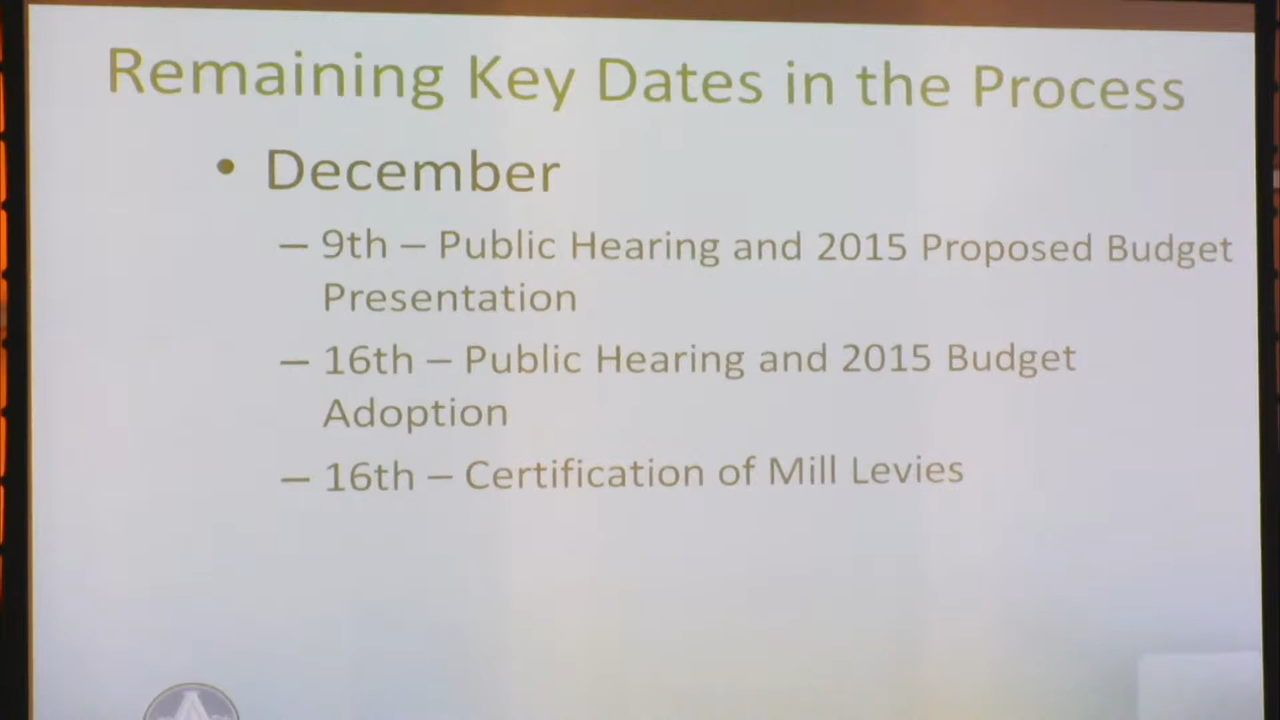 Remaining Key Dates in the Process
• December
– 9th – Public Hearing and 2015 Proposed Budget
Presentation
– 16th – Public Hearing and 2015 Budget
Adoption
– 16th – Certification of Mill Levies